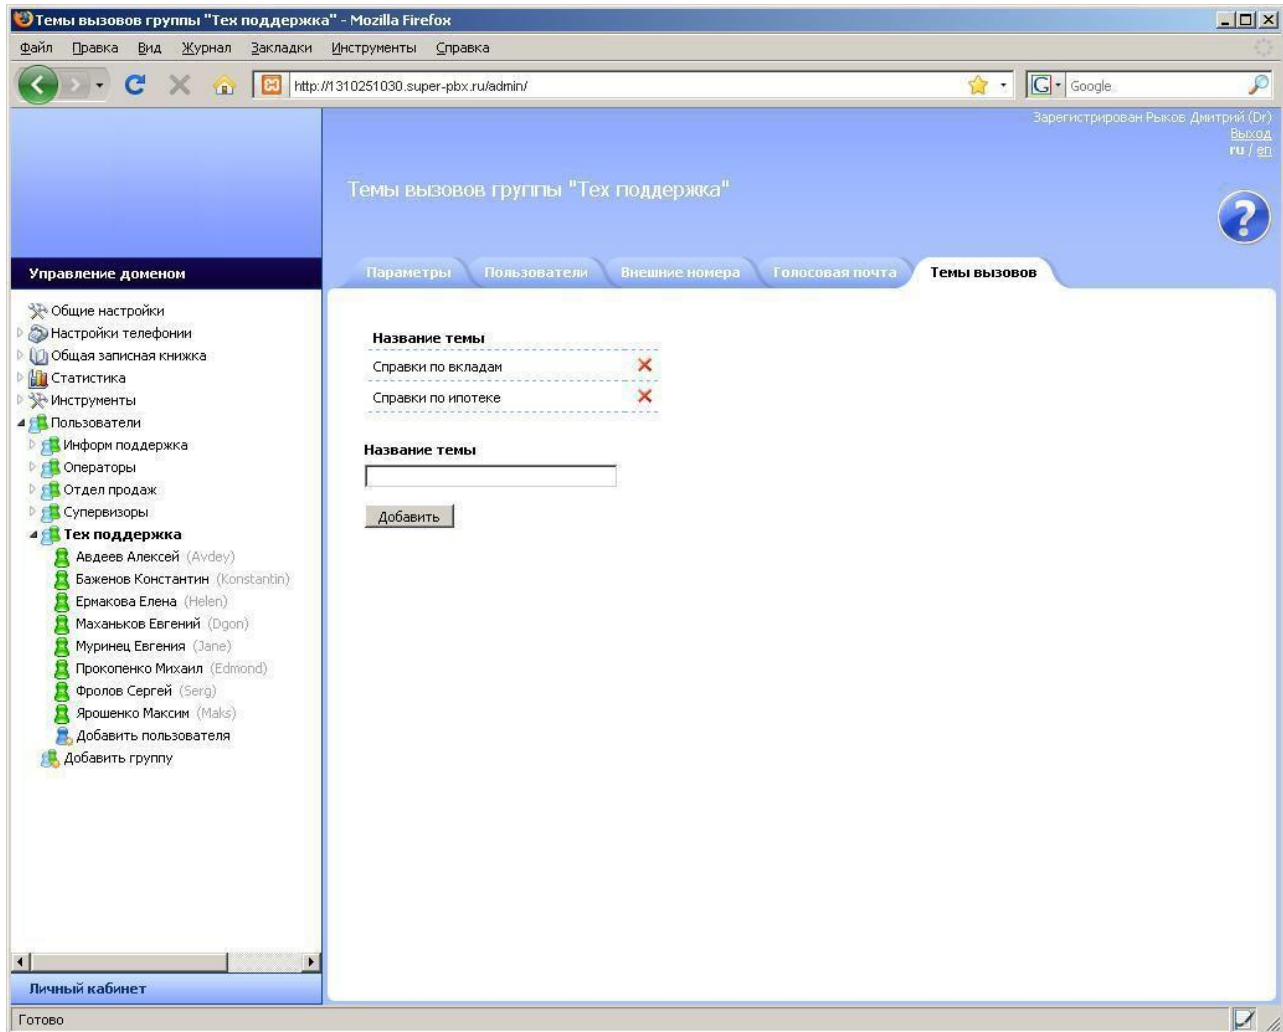 Темы вызовов группы "Тех поддержка" - Mozilla Firefox
Файл Правка Вид Журнал Закладки Инструменты Справка
http://1310251030.super-pbx.ru/admin/ G Google
Зарегистрирован Рыков Дмитрий (Dr)
Выход
ru / en
Темы вызовов группы "Тех поддержка"
?
Управление доменом
Параметры Пользователи Внешние номера Голосовая почта Темы вызовов
Общие настройки
Настройки телефонии
Общая записная книжка
Статистика
Инструменты
Пользователи
Информ поддержка
Операторы
Отдел продаж
Супервизоры
Тех поддержка
Авдеев Алексей (Avdey)
Баженов Константин (Konstantin)
Ермакова Елена (Helen)
Маханьков Евгений (Dgon)
Муринец Евгения (Jane)
Прокопенко Михаил (Edmond)
Фролов Сергей (Serg)
Ярошенко Максим (Maks)
Добавить пользователя
Добавить группу
Название темы
Справки по вкладам
Справки по ипотеке
Название темы
Добавить
Личный кабинет
Готово